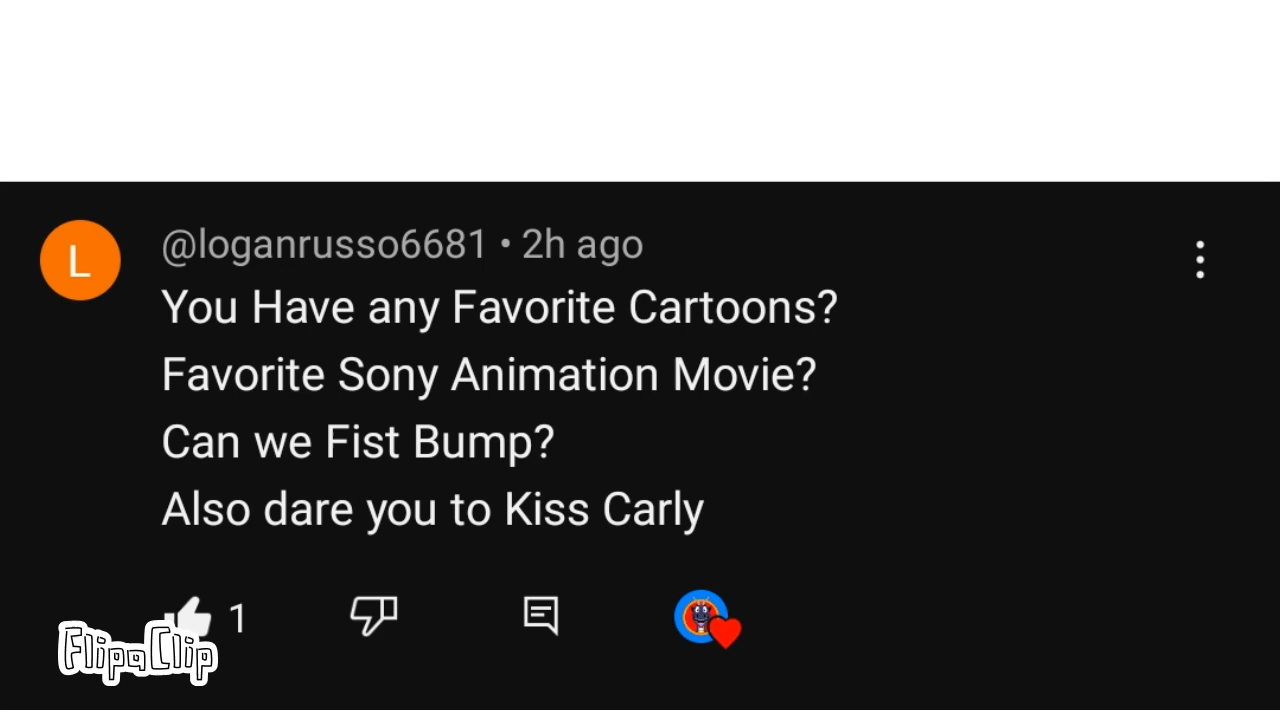 L
@loganrusso6681 • 2h ago
You Have any Favorite Cartoons?
Favorite Sony Animation Movie?
Can we Fist Bump?
Also dare you to Kiss Carly
1
FlipaClip